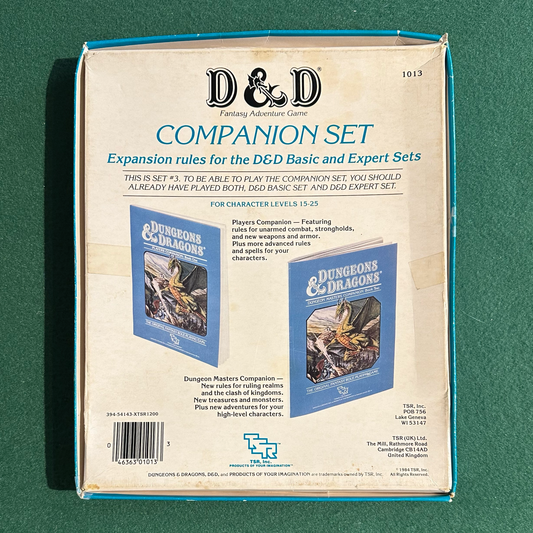 D&D®
1013
Fantasy Adventure Game
COMPANION SET
Expansion rules for the D&D Basic and Expert Sets
THIS IS SET #3. TO BE ABLE TO PLAY THE COMPANION SET, YOU SHOULD
ALREADY HAVE PLAYED BOTH, D&D BASIC SET AND D&D EXPERT SET.
FOR CHARACTER LEVELS 15-25
Players Companion — Featuring
rules for unarmed combat, strongholds,
and new weapons and armor.
Plus more advanced rules
and spells for your
characters.
DUNGEONS
& DRAGONS®
DUNGEONS
& DRAGONS®
Dungeon Masters Companion —
New rules for ruling realms
and the clash of kingdoms.
New treasures and monsters.
Plus new adventures for your
high-level characters.
394-54143-XTSR1200
0 46363 01013 3
TSR
TSR, Inc.
PRODUCTS OF YOUR IMAGINATION™
TSR, Inc.
POB 756
Lake Geneva
WI 53147
TSR (UK) Ltd.
The Mill, Rathmore Road
Cambridge CB14AD
United Kingdom
©1984 TSR, Inc.
All Rights Reserved.
DUNGEONS & DRAGONS, D&D, and PRODUCTS OF YOUR IMAGINATION are trademarks owned by TSR, Inc.